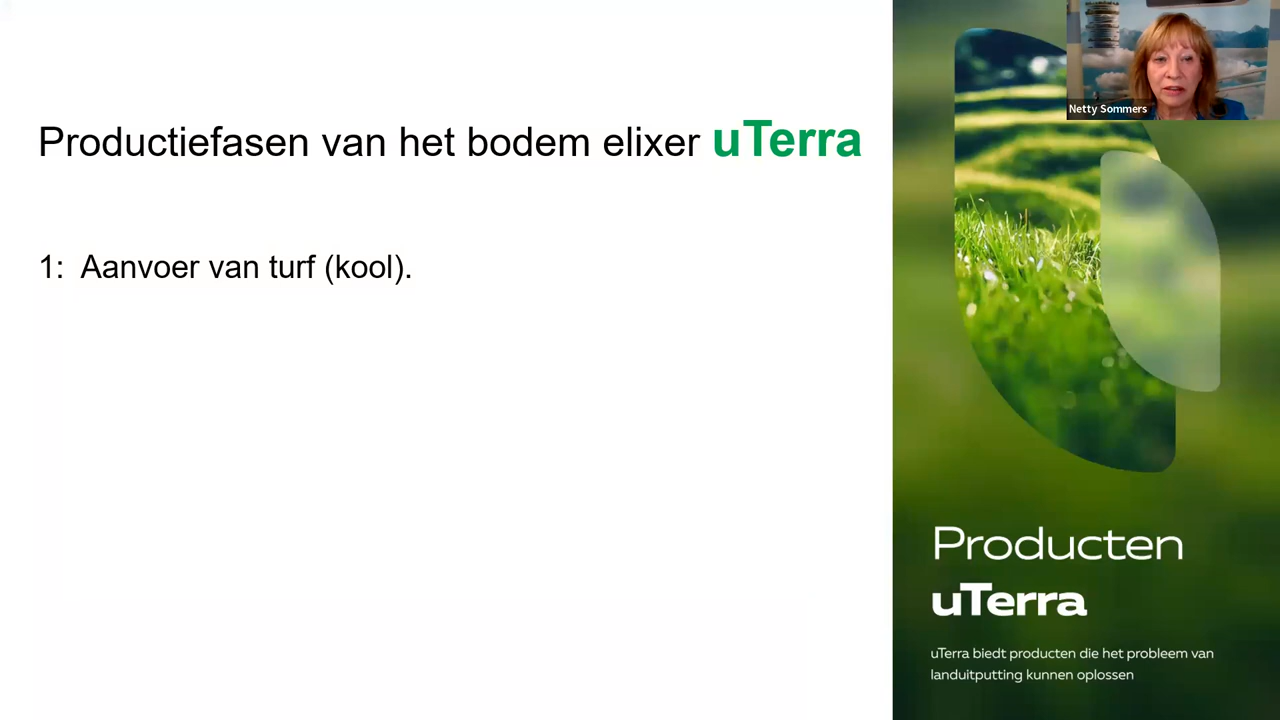 Productiefasen van het bodem elixer uTerra
1: Aanvoer van turf (kool).
Netty Sommers
Producten
uTerra
uTerra biedt producten die het probleem van
landuitputting kunnen oplossen